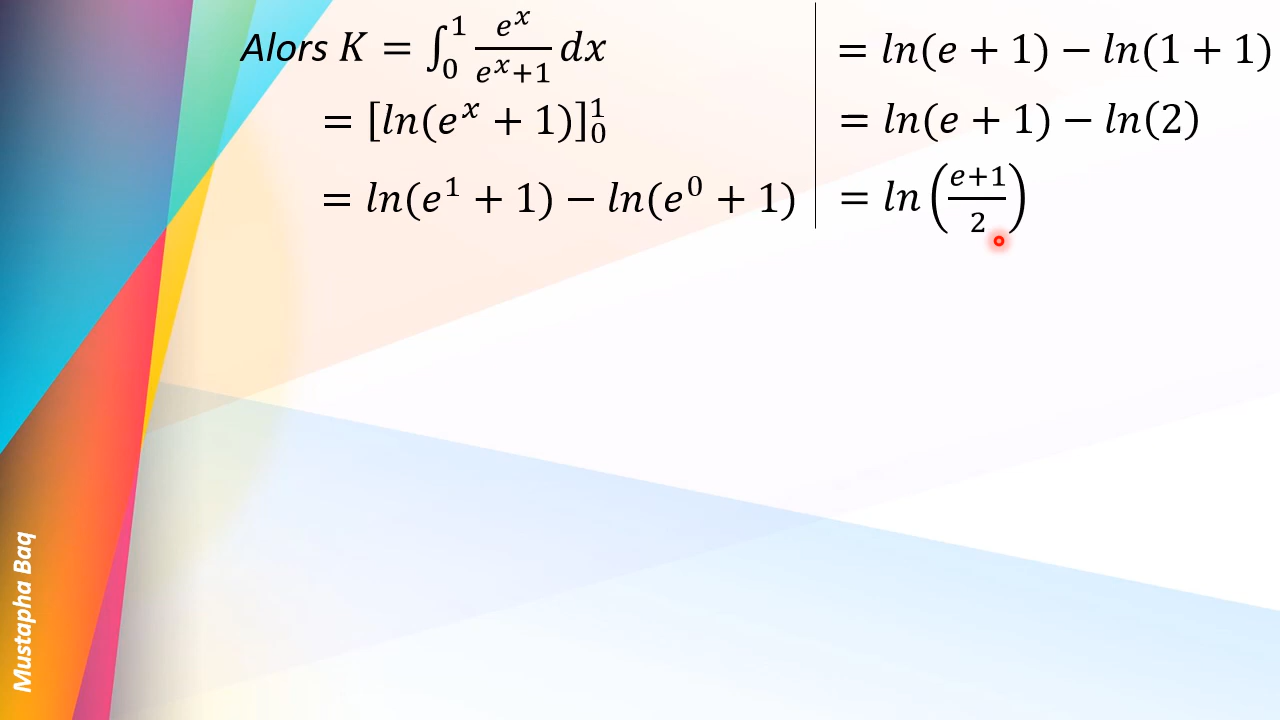 Alors K = ∫₀¹ eˣ/(eˣ+1) dx
= [ln(eˣ + 1)]₀¹
= ln(e¹ + 1) − ln(e⁰ + 1)
= ln(e + 1) − ln(1 + 1)
= ln(e + 1) − ln(2)
= ln((e+1)/2)
Mustapha Baq